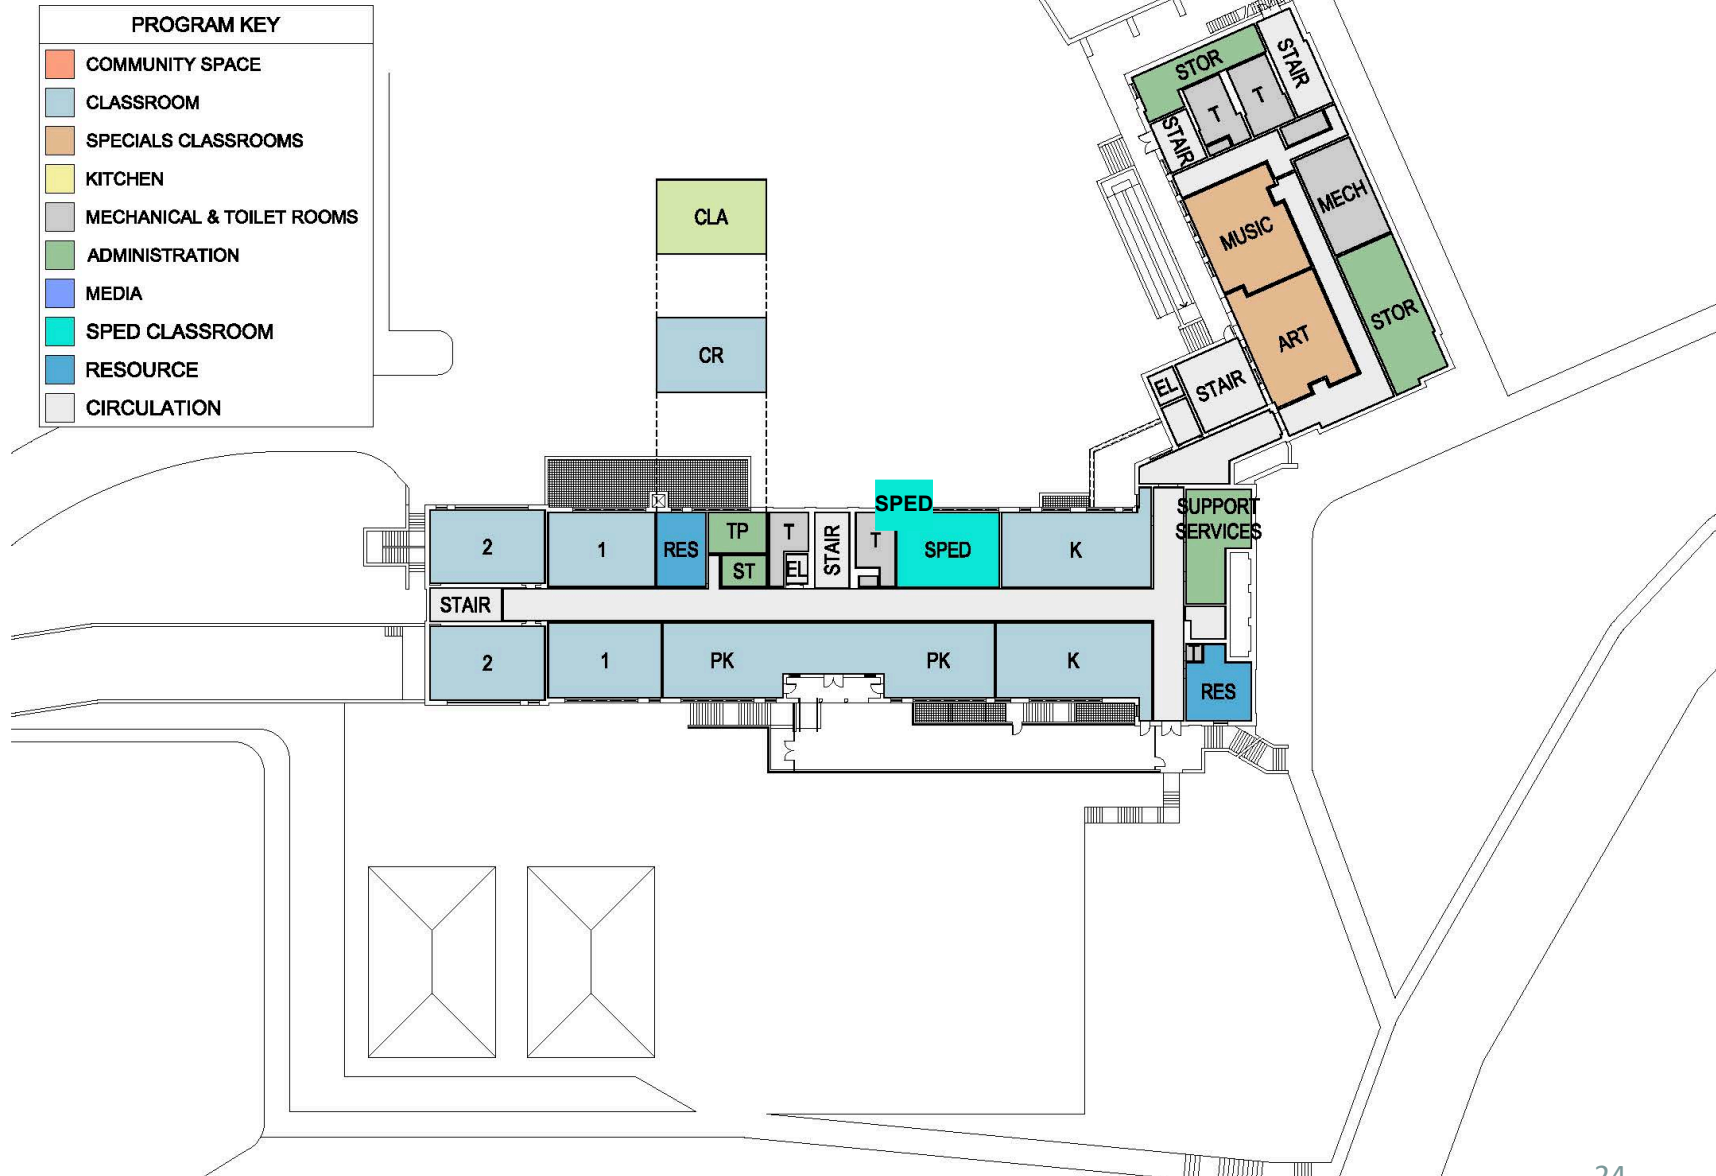 PROGRAM KEY
COMMUNITY SPACE
CLASSROOM
SPECIALS CLASSROOMS
KITCHEN
MECHANICAL & TOILET ROOMS
ADMINISTRATION
MEDIA
SPED CLASSROOM
RESOURCE
CIRCULATION
STOR
STAIR
T
T
STAIR
MECH
MUSIC
STOR
ART
EL
STAIR
CLA
CR
SPED
SUPPORT
SERVICES
2
1
RES
TP
ST
T
EL
STAIR
T
SPED
K
STAIR
2
1
PK
PK
K
T
RES